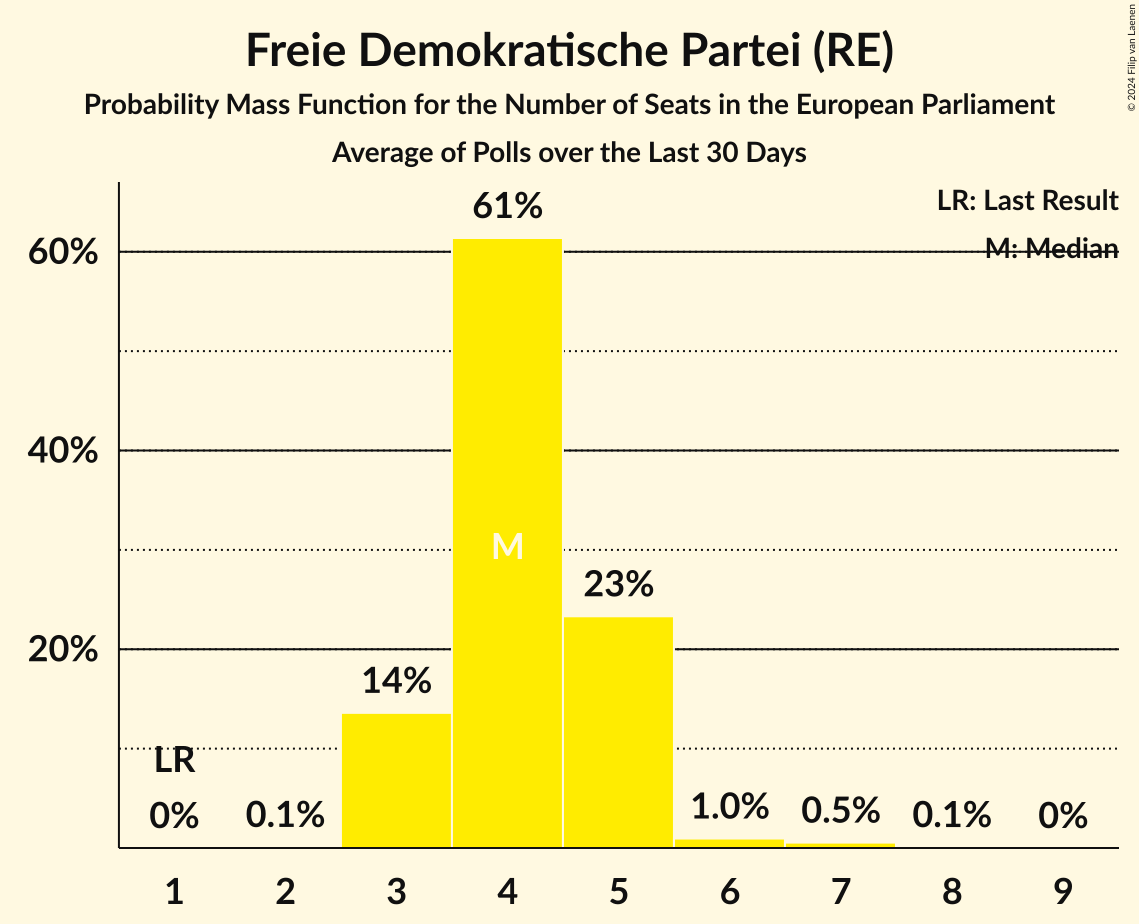 Freie Demokratische Partei (RE)
Probability Mass Function for the Number of Seats in the European Parliament
Average of Polls over the Last 30 Days
© 2024 Filip van Laenen
LR: Last Result
M: Median
61%
60%
40%
M
23%
20%
14%
LR
0%
0.1%
1.0%
0.5%
0.1%
0%
1
2
3
4
5
6
7
8
9